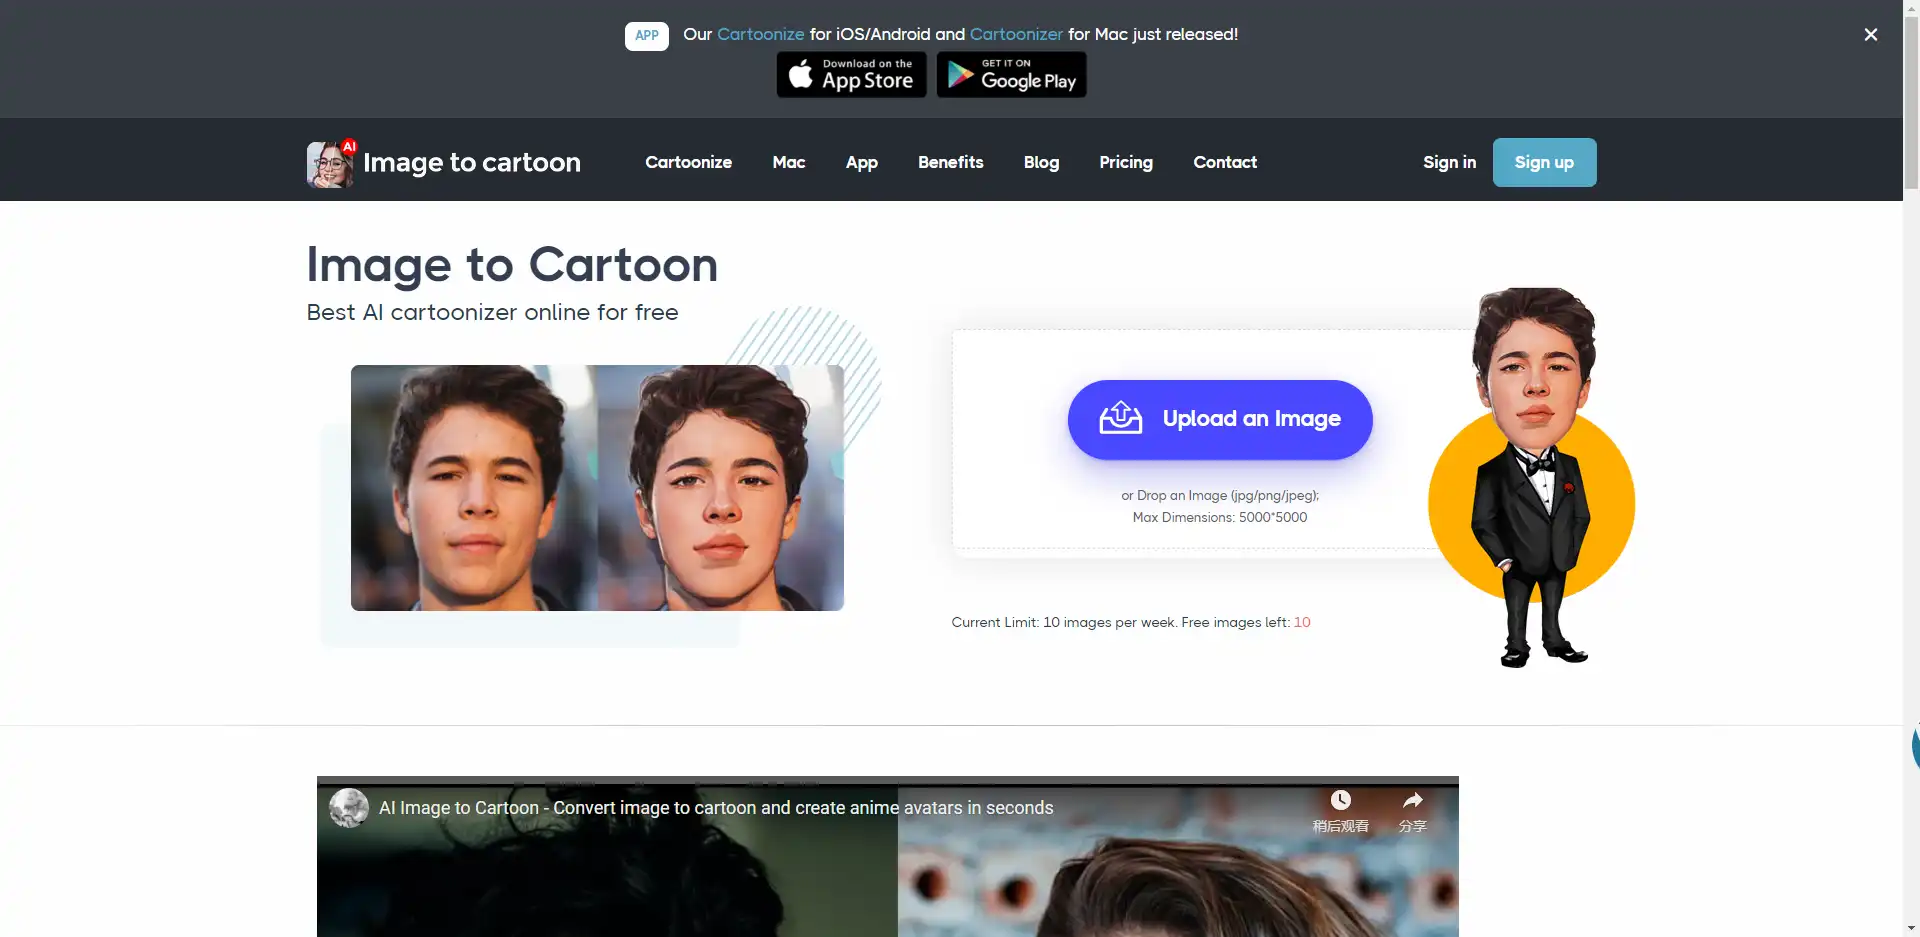 APP Our Cartoonize for iOS/Android and Cartoonizer for Mac just released!
Download on the
App Store
GET IT ON
Google Play
AI
Image to cartoon
Cartoonize Mac App Benefits Blog Pricing Contact Sign in Sign up
Image to Cartoon
Best AI cartoonizer online for free
Upload an Image
or Drop an Image (jpg/png/jpeg);
Max Dimensions: 5000*5000
Current Limit: 10 images per week. Free images left: 10
AI Image to Cartoon - Convert image to cartoon and create anime avatars in seconds
稍后观看 分享